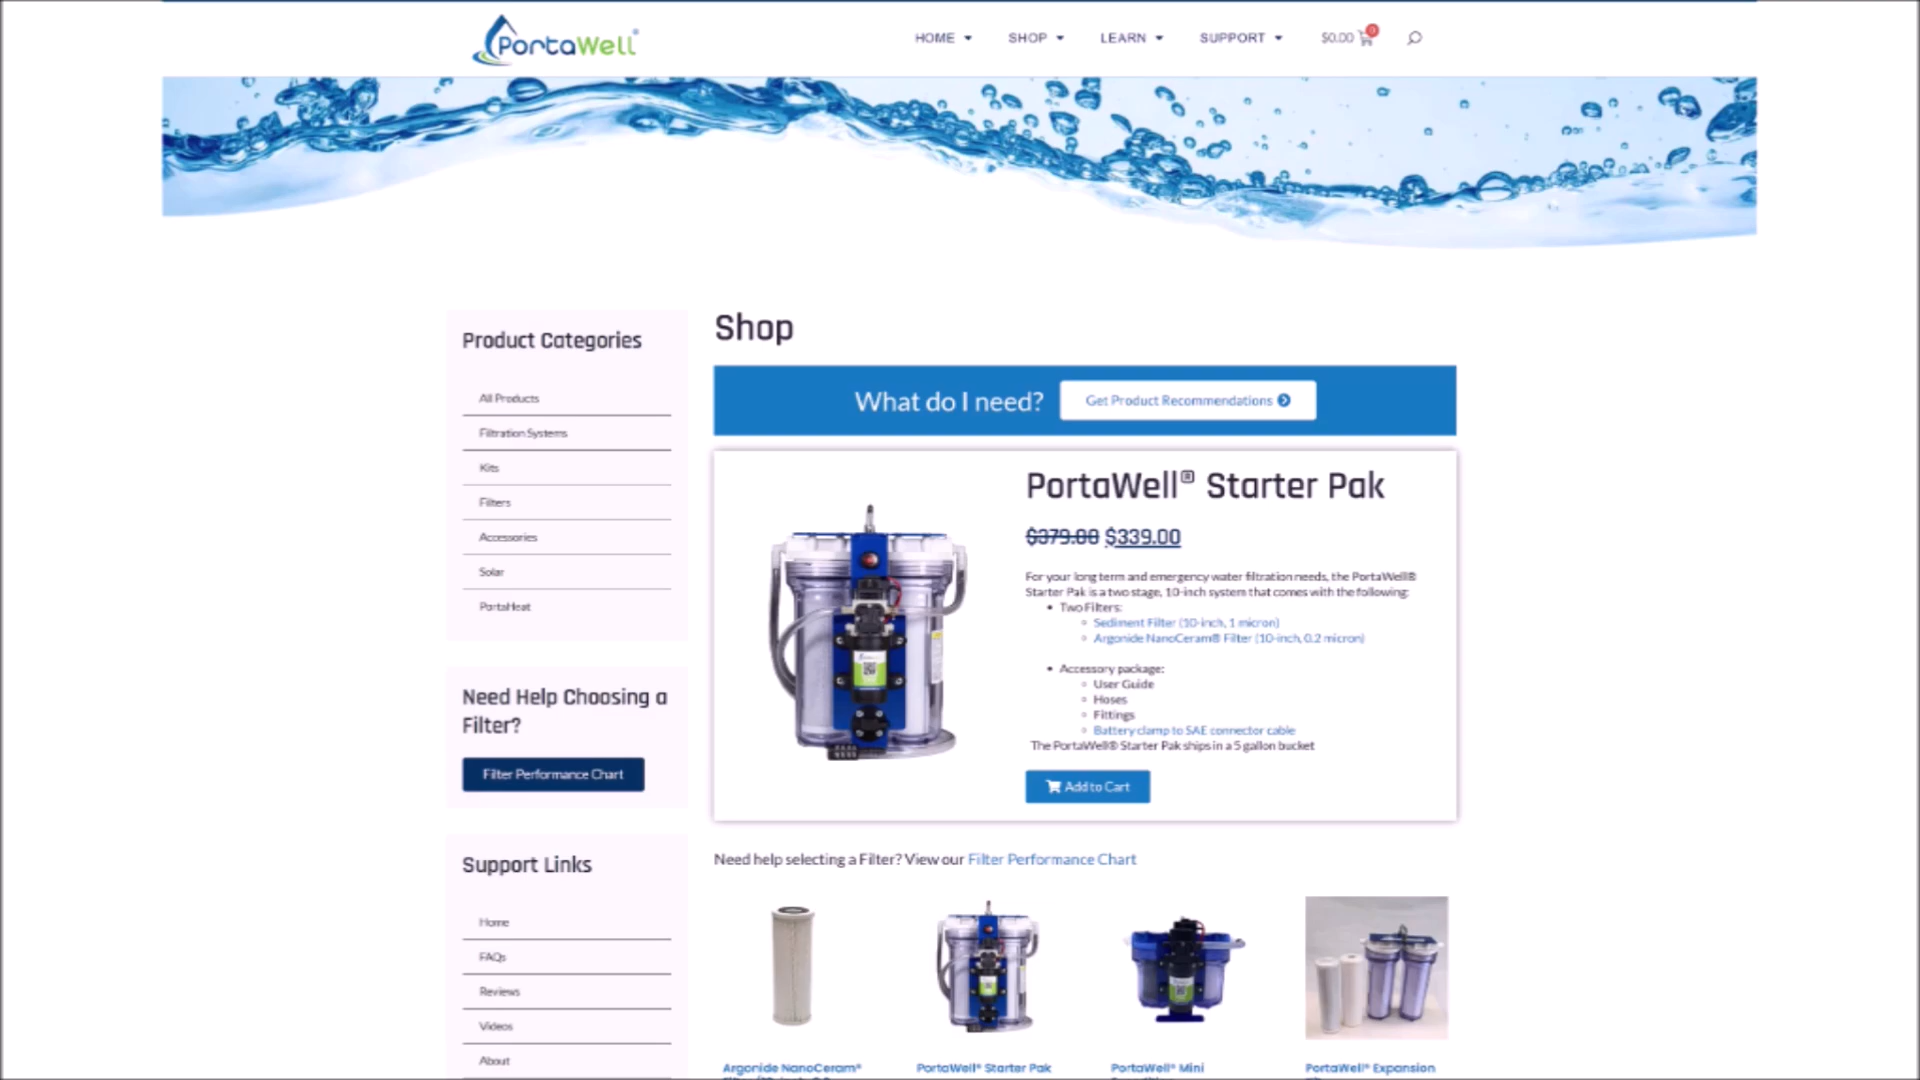 PortaWell®
HOME
SHOP
LEARN
SUPPORT
$0.00
0
Product Categories
All Products
Filtration Systems
Kits
Filters
Accessories
Solar
PortaHeat
Need Help Choosing a
Filter?
Filter Performance Chart
Support Links
Home
FAQs
Reviews
Videos
About
Shop
What do I need?
Get Product Recommendations
PortaWell® Starter Pak
$379.00 $339.00
For your long term and emergency water filtration needs, the PortaWell®
Starter Pak is a two stage, 10-inch system that comes with the following:
• Two Filters:
◦ Sediment Filter (10-inch, 1 micron)
◦ Argonide NanoCeram® Filter (10-inch, 0.2 micron)
• Accessory package:
◦ User Guide
◦ Hoses
◦ Fittings
◦ Battery clamp to SAE connector cable
The PortaWell® Starter Pak ships in a 5 gallon bucket
Add to Cart
Need help selecting a Filter? View our Filter Performance Chart
Argonide NanoCeram®
PortaWell® Starter Pak
PortaWell® Mini
PortaWell® Expansion